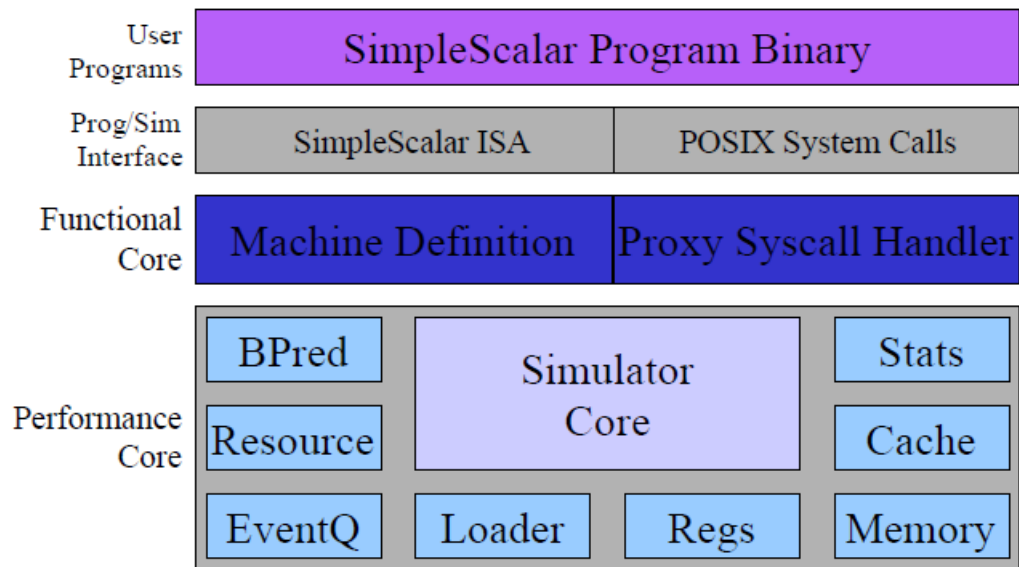 User
Programs
SimpleScalar Program Binary
Prog/Sim
Interface
SimpleScalar ISA
POSIX System Calls
Functional
Core
Machine Definition
Proxy Syscall Handler
Performance
Core
BPred
Simulator
Core
Stats
Resource
Cache
EventQ
Loader
Regs
Memory